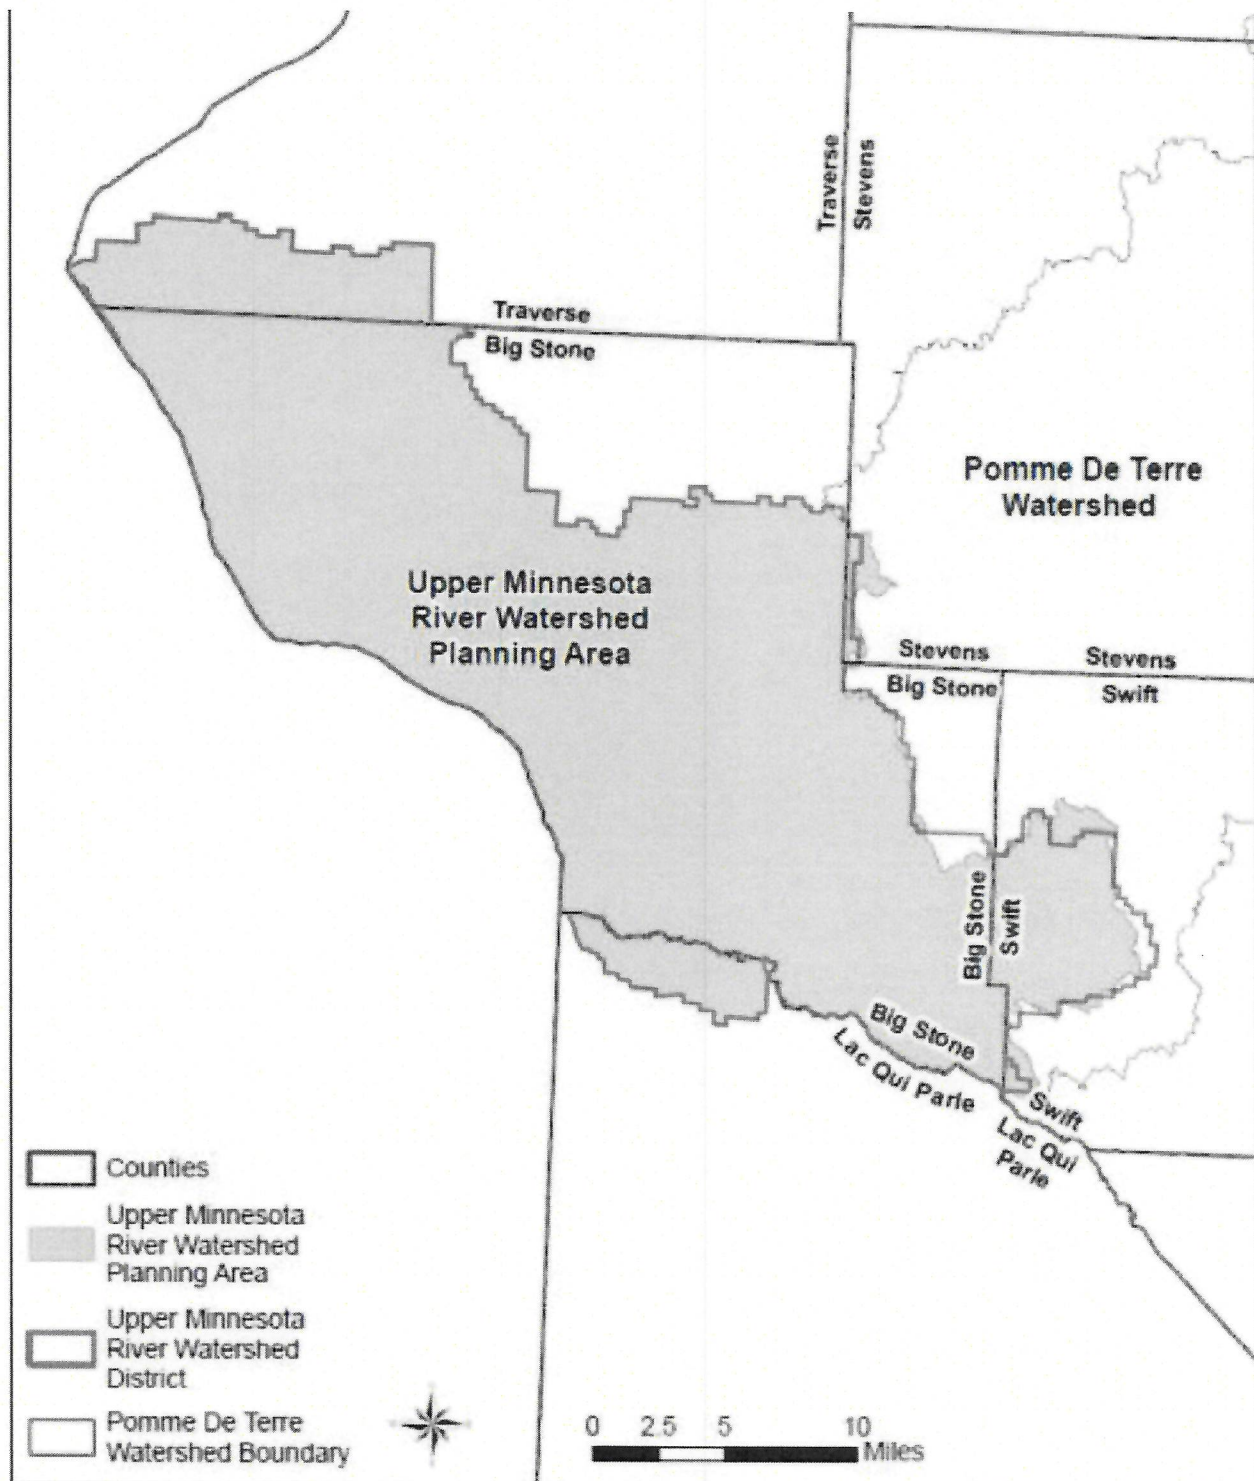 Traverse
Stevens
Traverse
Big Stone
Pomme De Terre
Watershed
Upper Minnesota
River Watershed
Planning Area
Stevens
Stevens
Big Stone
Swift
Big Stone
Swift
Big Stone
Lac Qui Parle
Swift
Lac Qui
Parle
Counties
Upper Minnesota
River Watershed
Planning Area
Upper Minnesota
River Watershed
District
Pomme De Terre
Watershed Boundary
0 2.5 5 10
Miles